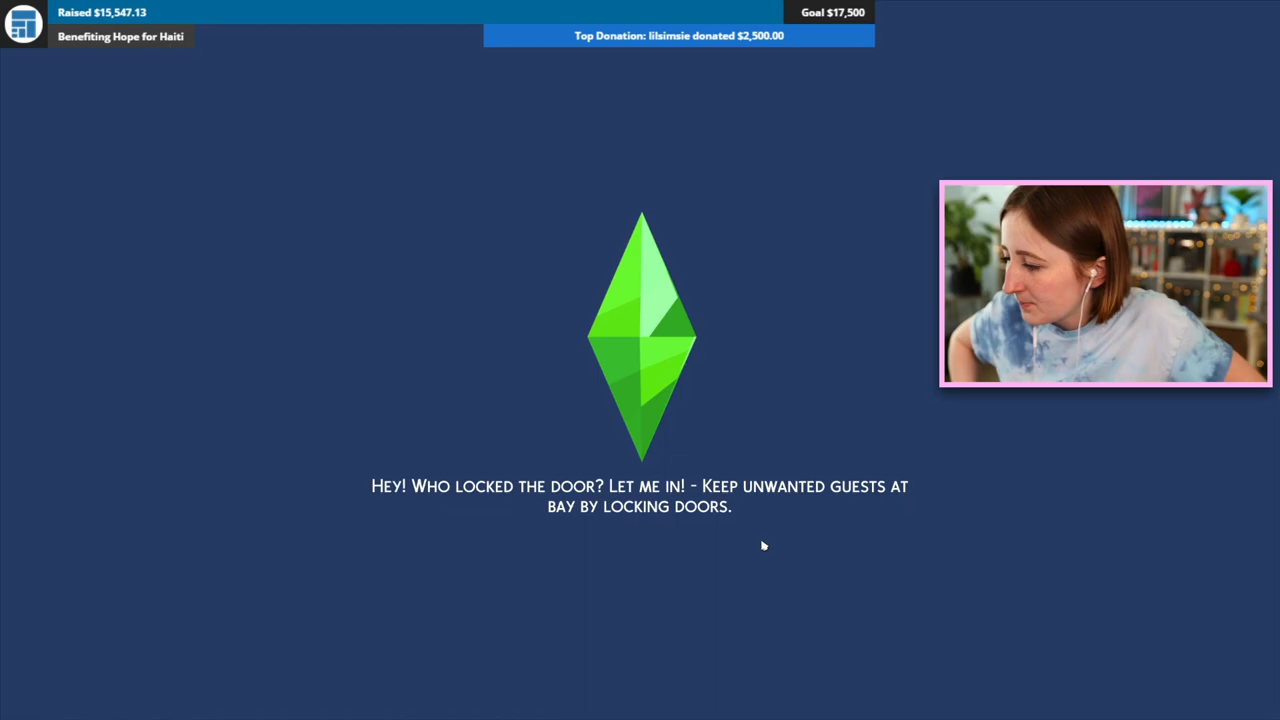 Raised $15,547.13
Goal $17,500
Benefiting Hope for Haiti
Top Donation: lilsimsie donated $2,500.00
HEY! WHO LOCKED THE DOOR? LET ME IN! - KEEP UNWANTED GUESTS AT
BAY BY LOCKING DOORS.